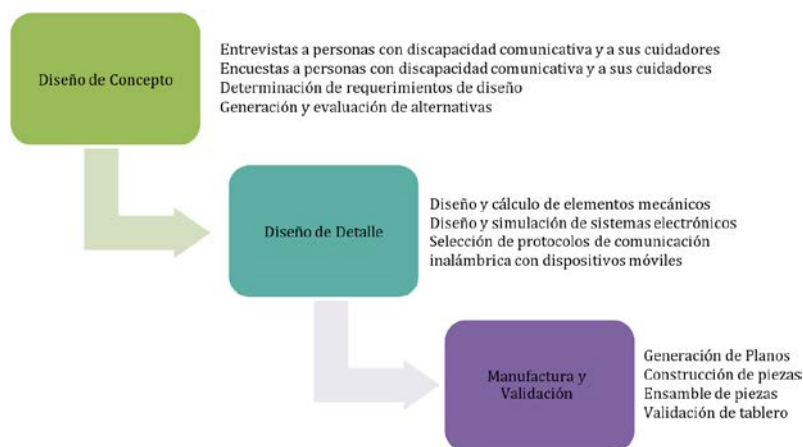 Diseño de Concepto
Entrevistas a personas con discapacidad comunicativa y a sus cuidadores
Encuestas a personas con discapacidad comunicativa y a sus cuidadores
Determinación de requerimientos de diseño
Generación y evaluación de alternativas
Diseño de Detalle
Diseño y cálculo de elementos mecánicos
Diseño y simulación de sistemas electrónicos
Selección de protocolos de comunicación
inalámbrica con dispositivos móviles
Manufactura y
Validación
Generación de Planos
Construcción de piezas
Ensamble de piezas
Validación de tablero